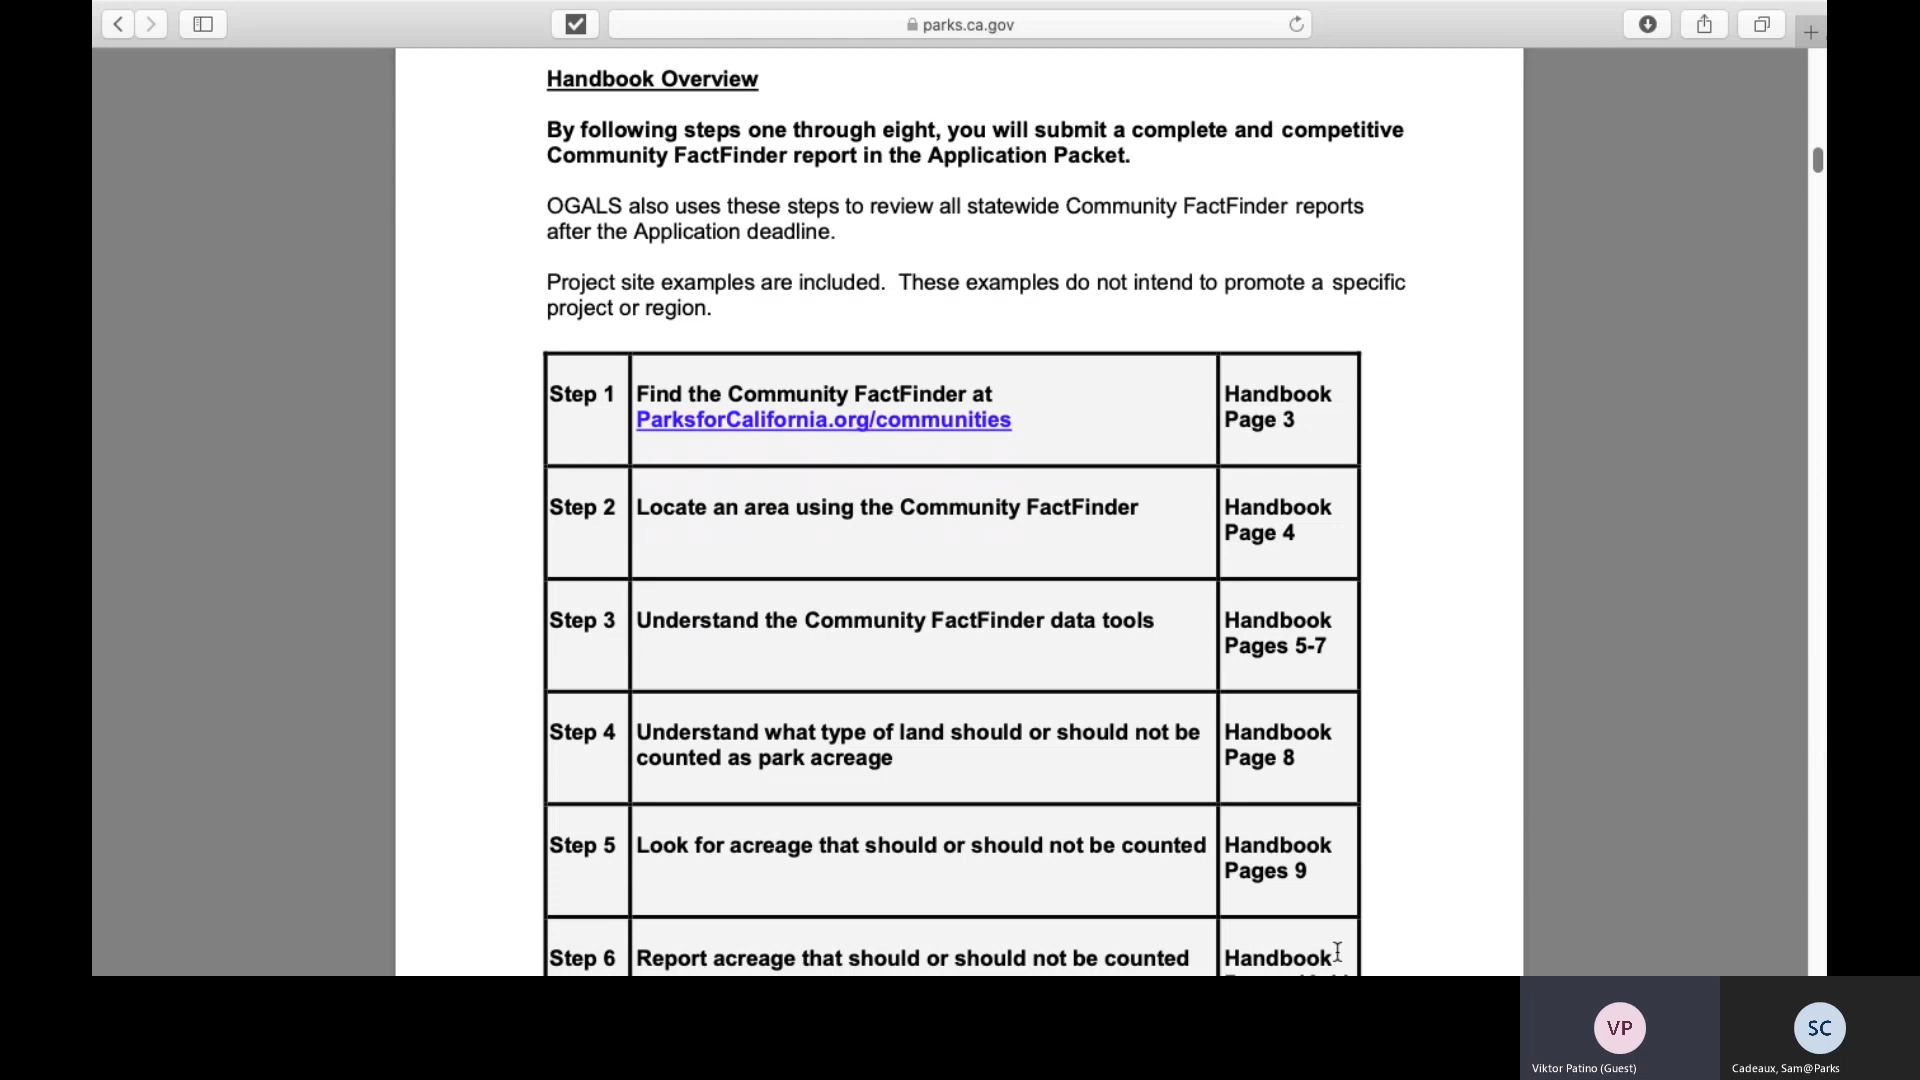 parks.ca.gov
Handbook Overview
By following steps one through eight, you will submit a complete and competitive
Community FactFinder report in the Application Packet.
OGALS also uses these steps to review all statewide Community FactFinder reports
after the Application deadline.
Project site examples are included.  These examples do not intend to promote a specific
project or region.
Step 1
Find the Community FactFinder at
ParksforCalifornia.org/communities
Handbook
Page 3
Step 2
Locate an area using the Community FactFinder
Handbook
Page 4
Step 3
Understand the Community FactFinder data tools
Handbook
Pages 5-7
Step 4
Understand what type of land should or should not be
counted as park acreage
Handbook
Page 8
Step 5
Look for acreage that should or should not be counted
Handbook
Pages 9
Step 6
Report acreage that should or should not be counted
Handbook
VP
SC
Viktor Patino (Guest)
Cadeaux, Sam@Parks